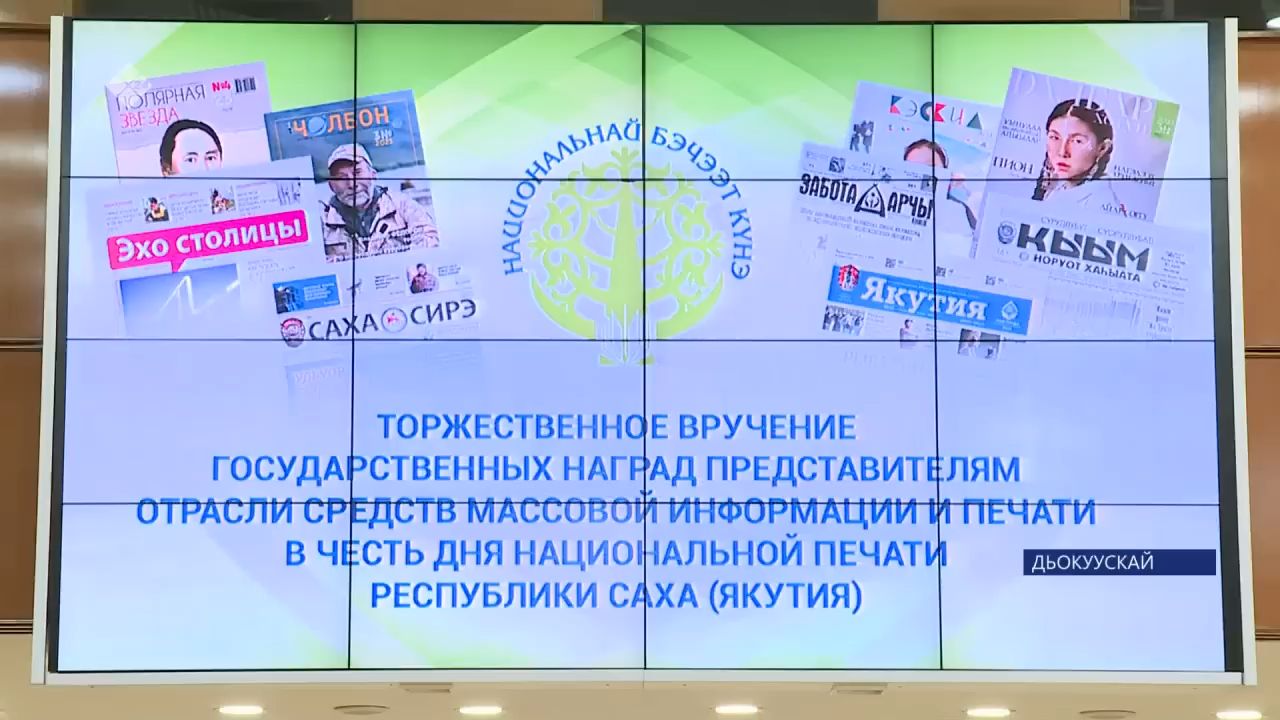 ПОЛЯРНАЯ
ЗВЕЗДА
№4
ЧОЛБОН
Эхо столицы
САХА СИРЭ
НАЦИОНАЛЬНАЙ БЭЧЭЭТ КҮНЭ
КЭСКИЛ
ЗАБОТА АРЧЫ
ПИОН
КЫЫМ
НОРУОТ ХАҺЫАТА
Якутия
ТОРЖЕСТВЕННОЕ ВРУЧЕНИЕ
ГОСУДАРСТВЕННЫХ НАГРАД ПРЕДСТАВИТЕЛЯМ
ОТРАСЛИ СРЕДСТВ МАССОВОЙ ИНФОРМАЦИИ И ПЕЧАТИ
В ЧЕСТЬ ДНЯ НАЦИОНАЛЬНОЙ ПЕЧАТИ
РЕСПУБЛИКИ САХА (ЯКУТИЯ)
ДЬОКУУСКАЙ